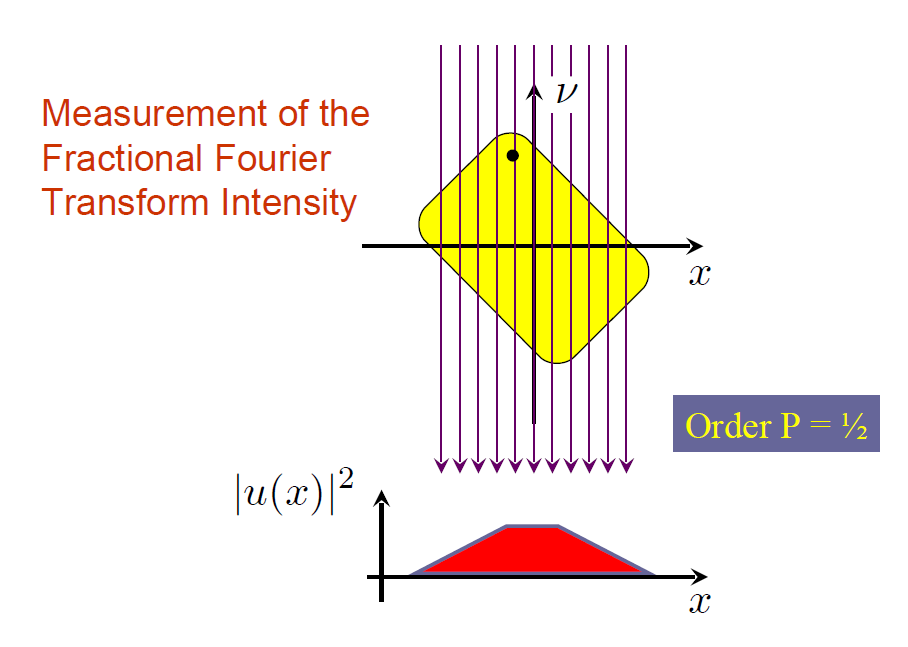 Measurement of the
Fractional Fourier
Transform Intensity
ν
x
Order P = ½
|u(x)|²
x